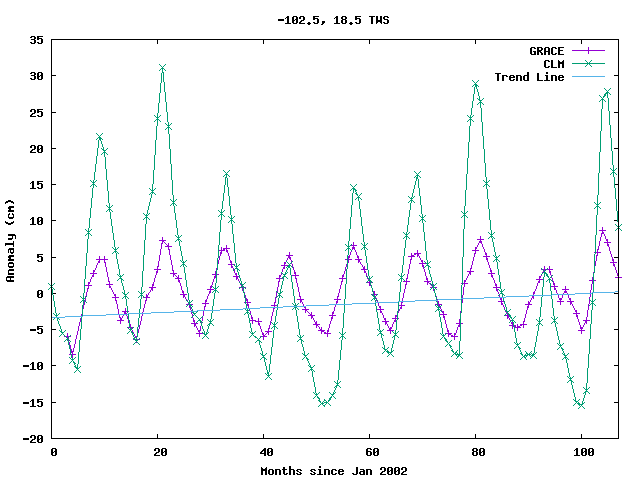 -102.5, 18.5 TWS
GRACE
CLM
Trend Line
Anomaly (cm)
35
30
25
20
15
10
5
0
-5
-10
-15
-20
0 20 40 60 80 100
Months since Jan 2002